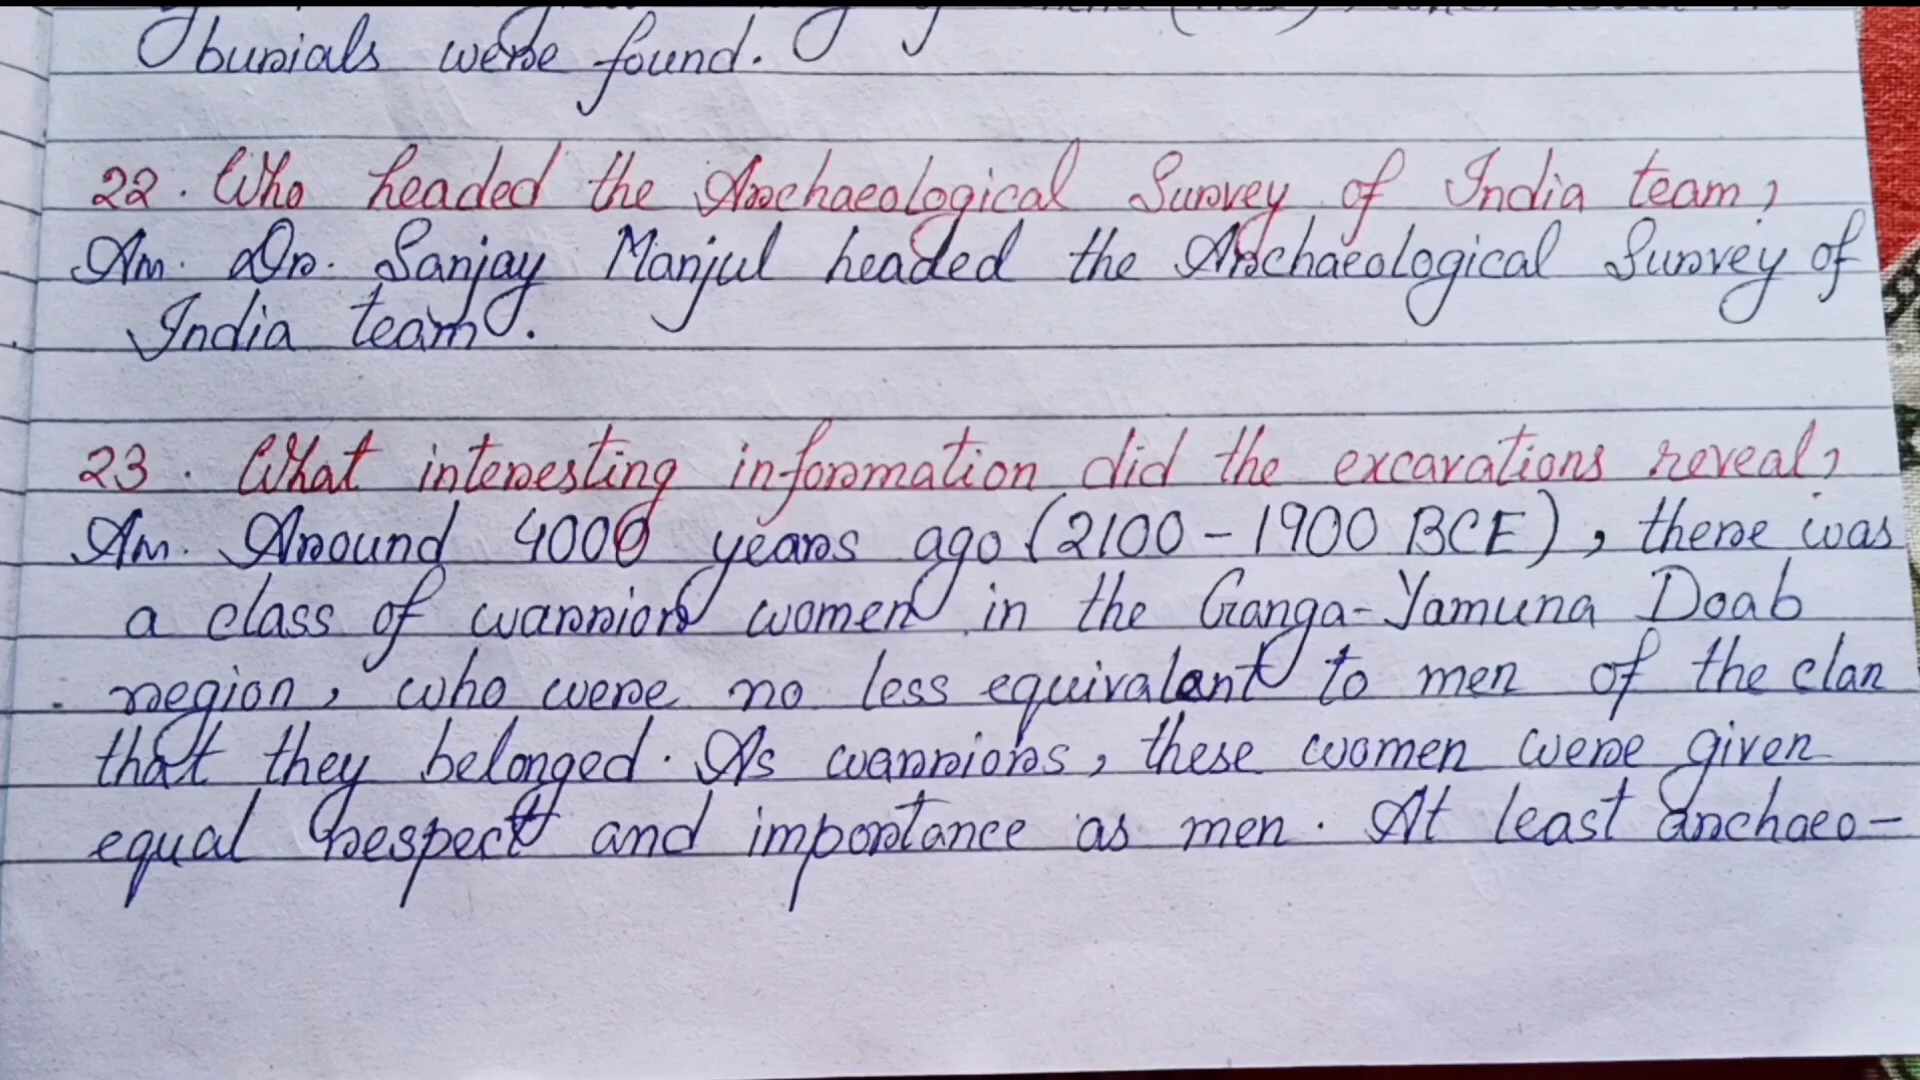 burials were found.
22. Who headed the Archaeological Survey of India team?
An. Dr. Sanjay Manjul headed the Archaeological Survey of
India team.
23. What interesting information did the excavations reveal?
An. Around 4000 years ago (2100 - 1900 BCE), there was
a class of warrior women in the Ganga-Yamuna Doab
region, who were no less equivalent to men of the clan
that they belonged. As warriors, these women were given
equal respect and importance as men. At least archaeo-